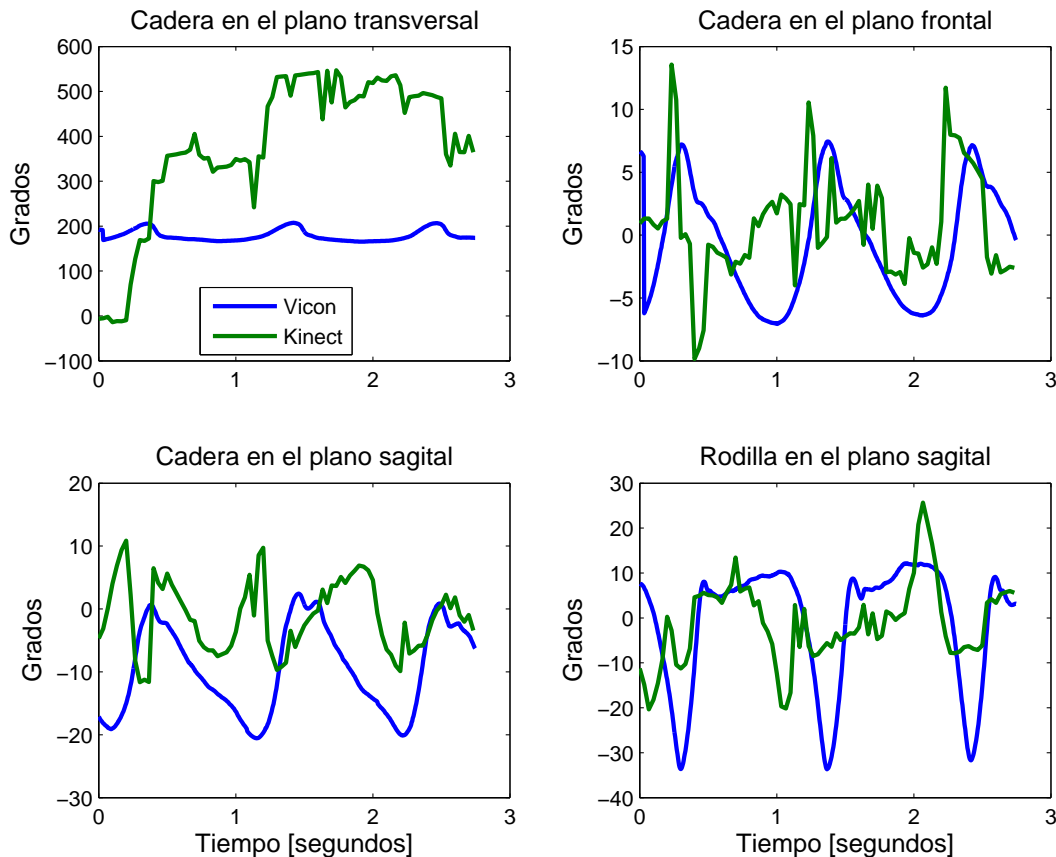 Cadera en el plano transversal
600
500
400
300
200
100
0
−100
Grados
0 1 2 3
Vicon
Kinect
Cadera en el plano frontal
15
10
5
0
−5
−10
Grados
0 1 2 3
Cadera en el plano sagital
20
10
0
−10
−20
−30
Grados
0 1 2 3
Tiempo [segundos]
Rodilla en el plano sagital
30
20
10
0
−10
−20
−30
−40
Grados
0 1 2 3
Tiempo [segundos]